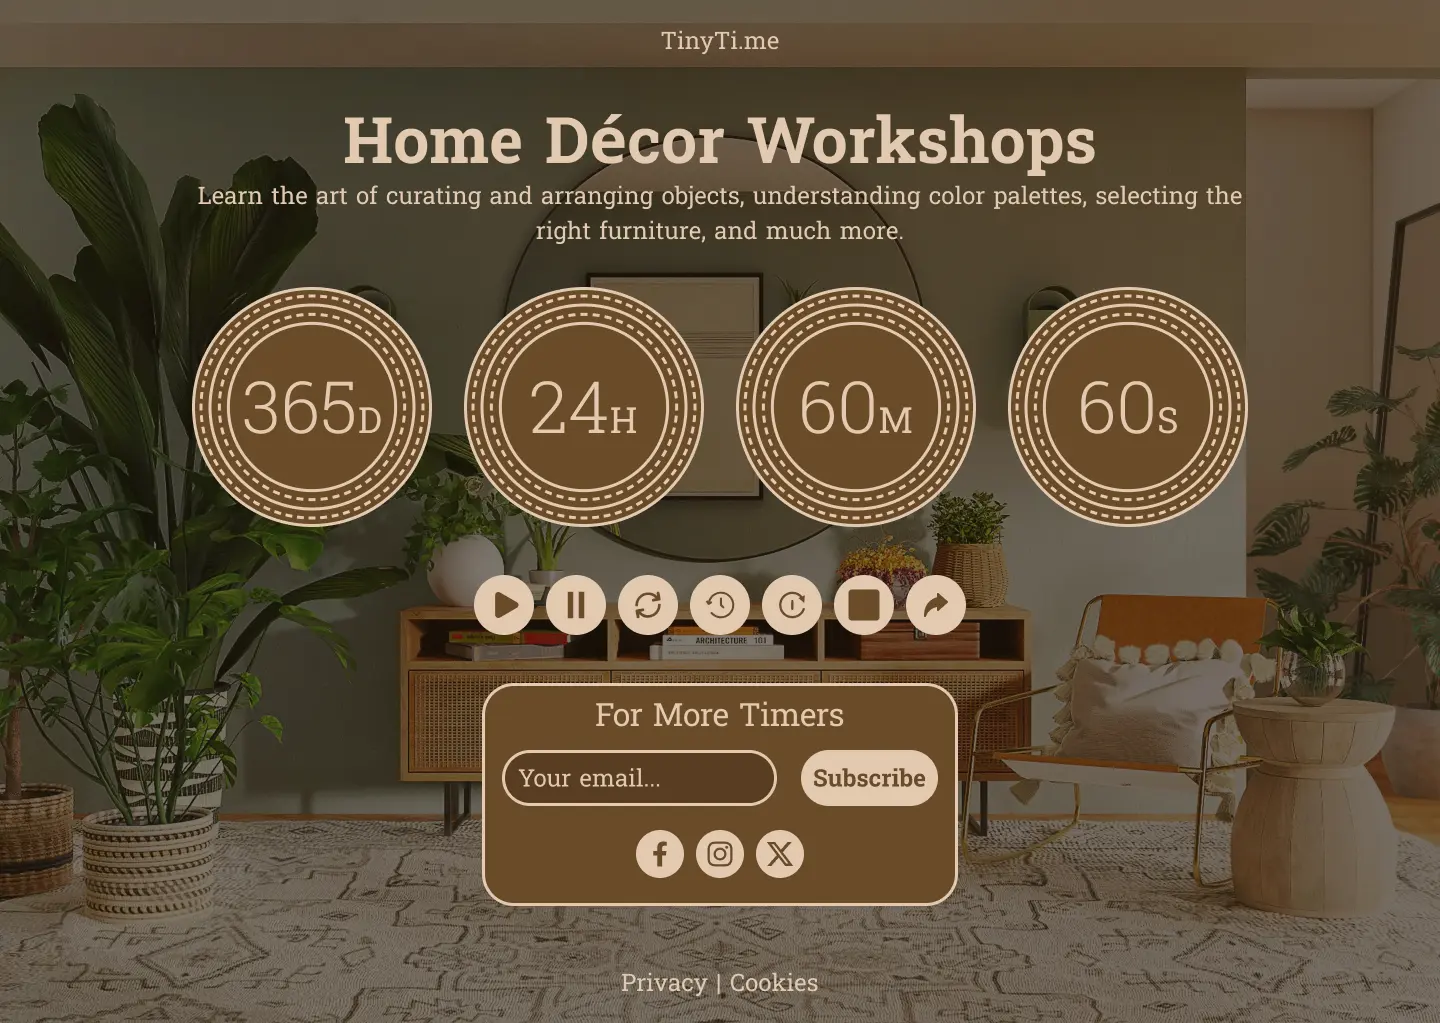 TinyTi.me
Home Décor Workshops
Learn the art of curating and arranging objects, understanding color palettes, selecting the
right furniture, and much more.
365D 24H 60M 60S
ARCHITECTURE 101
For More Timers
Your email...
Subscribe
Privacy | Cookies